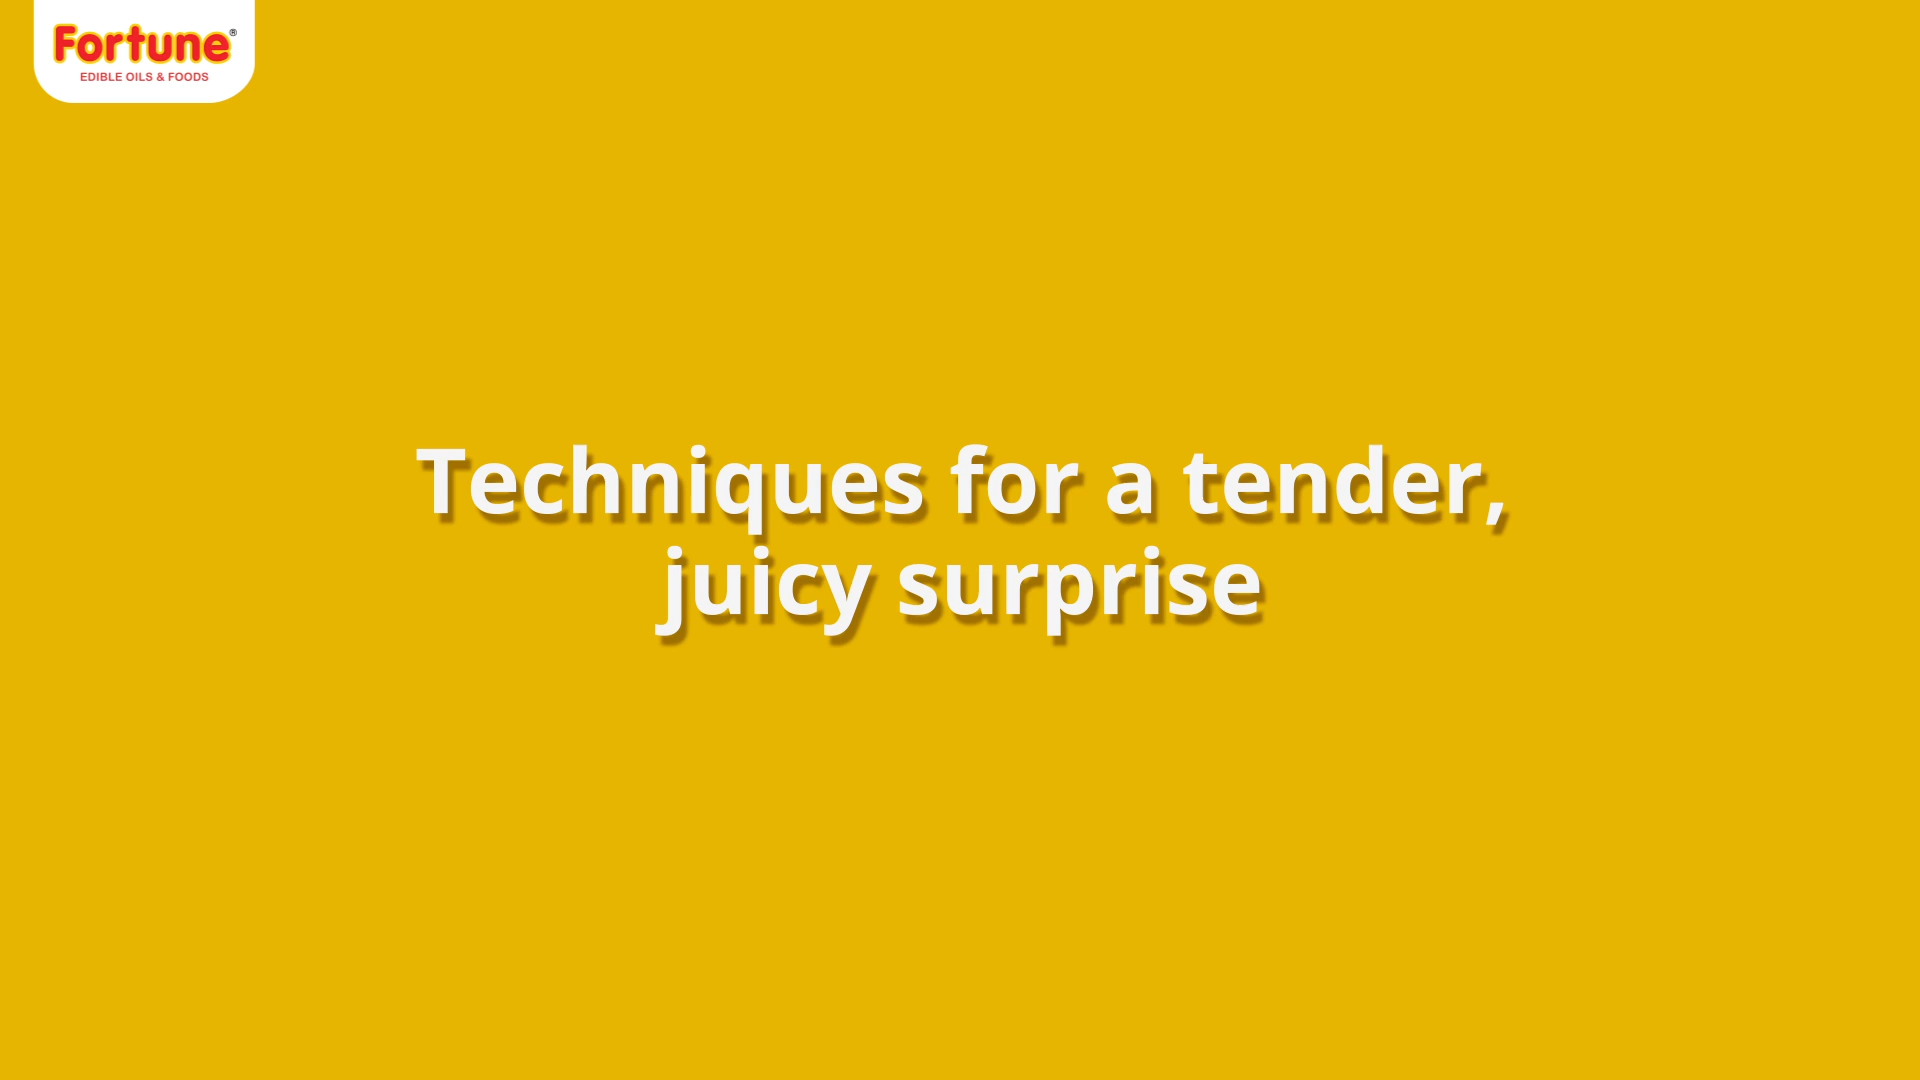 Fortune®
EDIBLE OILS & FOODS
Techniques for a tender,
juicy surprise